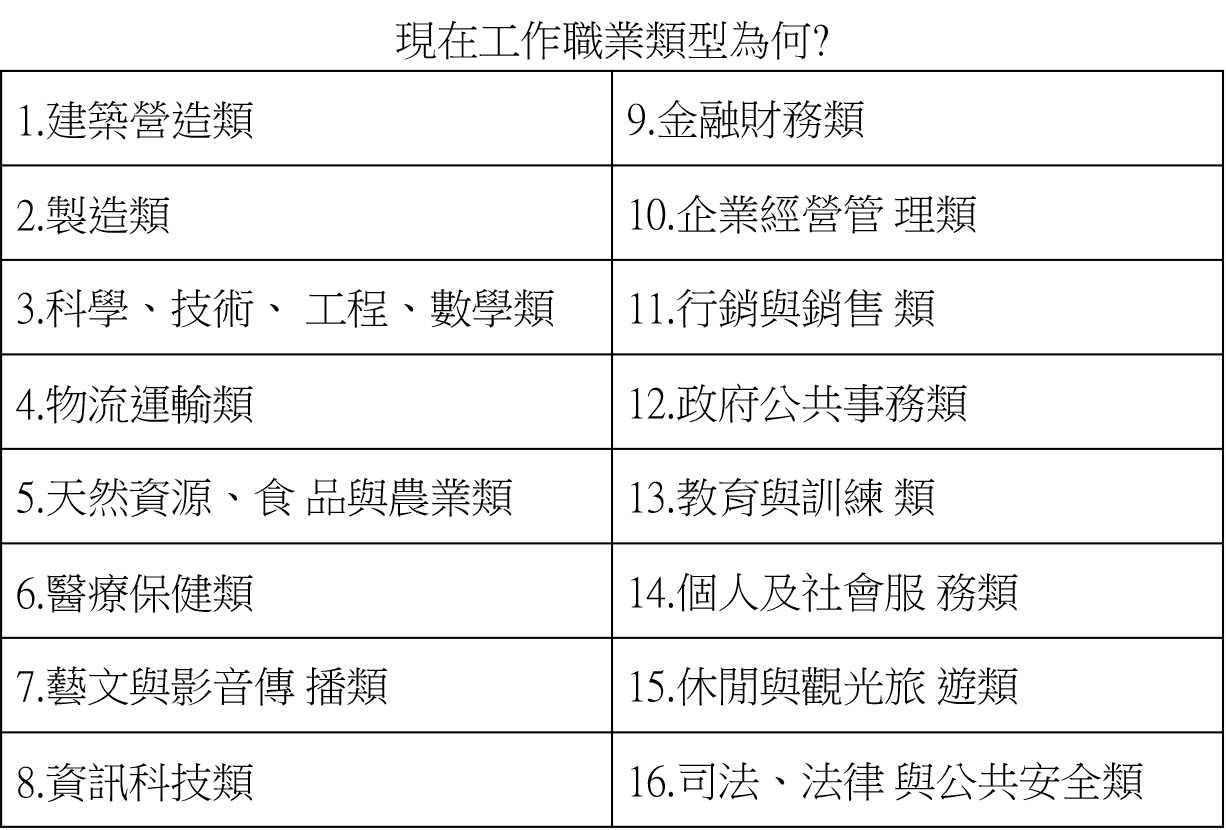 現在工作職業類型為何?
1.建築營造類
9.金融財務類
2.製造類
10.企業經營管 理類
3.科學、技術、 工程、數學類
11.行銷與銷售 類
4.物流運輸類
12.政府公共事務類
5.天然資源、食 品與農業類
13.教育與訓練 類
6.醫療保健類
14.個人及社會服 務類
7.藝文與影音傳 播類
15.休閒與觀光旅 遊類
8.資訊科技類
16.司法、法律 與公共安全類